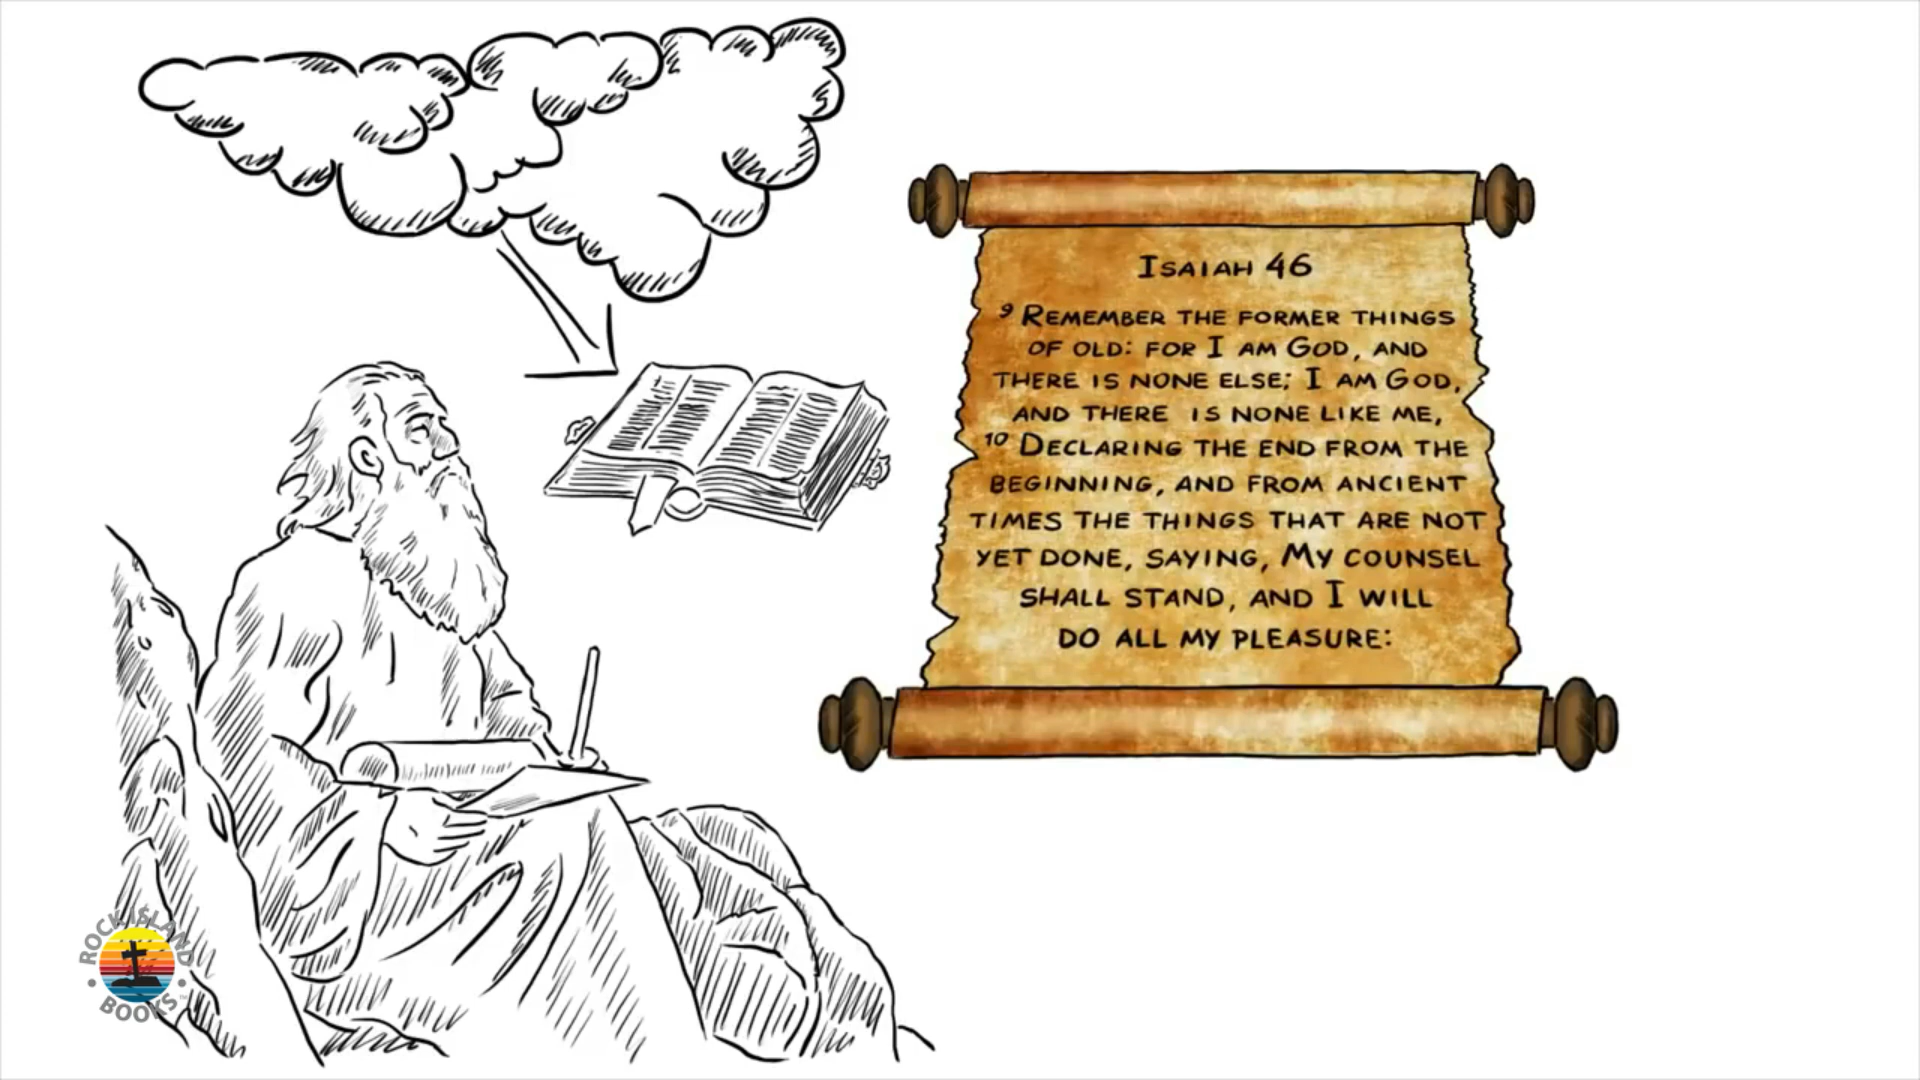 ISAIAH 46
9 REMEMBER THE FORMER THINGS
OF OLD: FOR I AM GOD, AND
THERE IS NONE ELSE; I AM GOD,
AND THERE IS NONE LIKE ME,
10 DECLARING THE END FROM THE
BEGINNING, AND FROM ANCIENT
TIMES THE THINGS THAT ARE NOT
YET DONE, SAYING, MY COUNSEL
SHALL STAND, AND I WILL
DO ALL MY PLEASURE:
ROCK ISLAND
BOOKS™